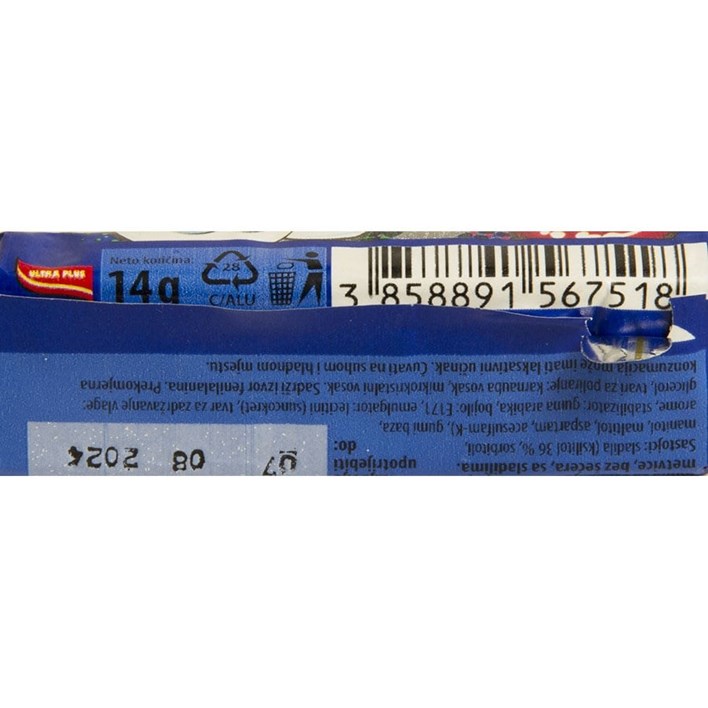 ULTRA PLUS
Neto količina:
14g
28
C/ALU
3 858891 567518
metvice, bez šećera, sa sladilima.
Sastojci: sladila (ksilitol 36 %, sorbitoli,
manitol, maltitol, aspartam, acesulfam-K), gumi baza,
arome, stabilizator: guma arabika, bojilo: E171, emulgator: lecitini (suncokret), tvar za zadržavanje vlage:
glicerol, tvari za poliranje: Karnauba vosak, mikrokristalni vosak. Sadrži izvor fenilalanina. Prekomjerna
konzumacija može imati laksativni učinak. Čuvati na suhom i hladnom mjestu.
upotrijebiti
do:
07 08 2024